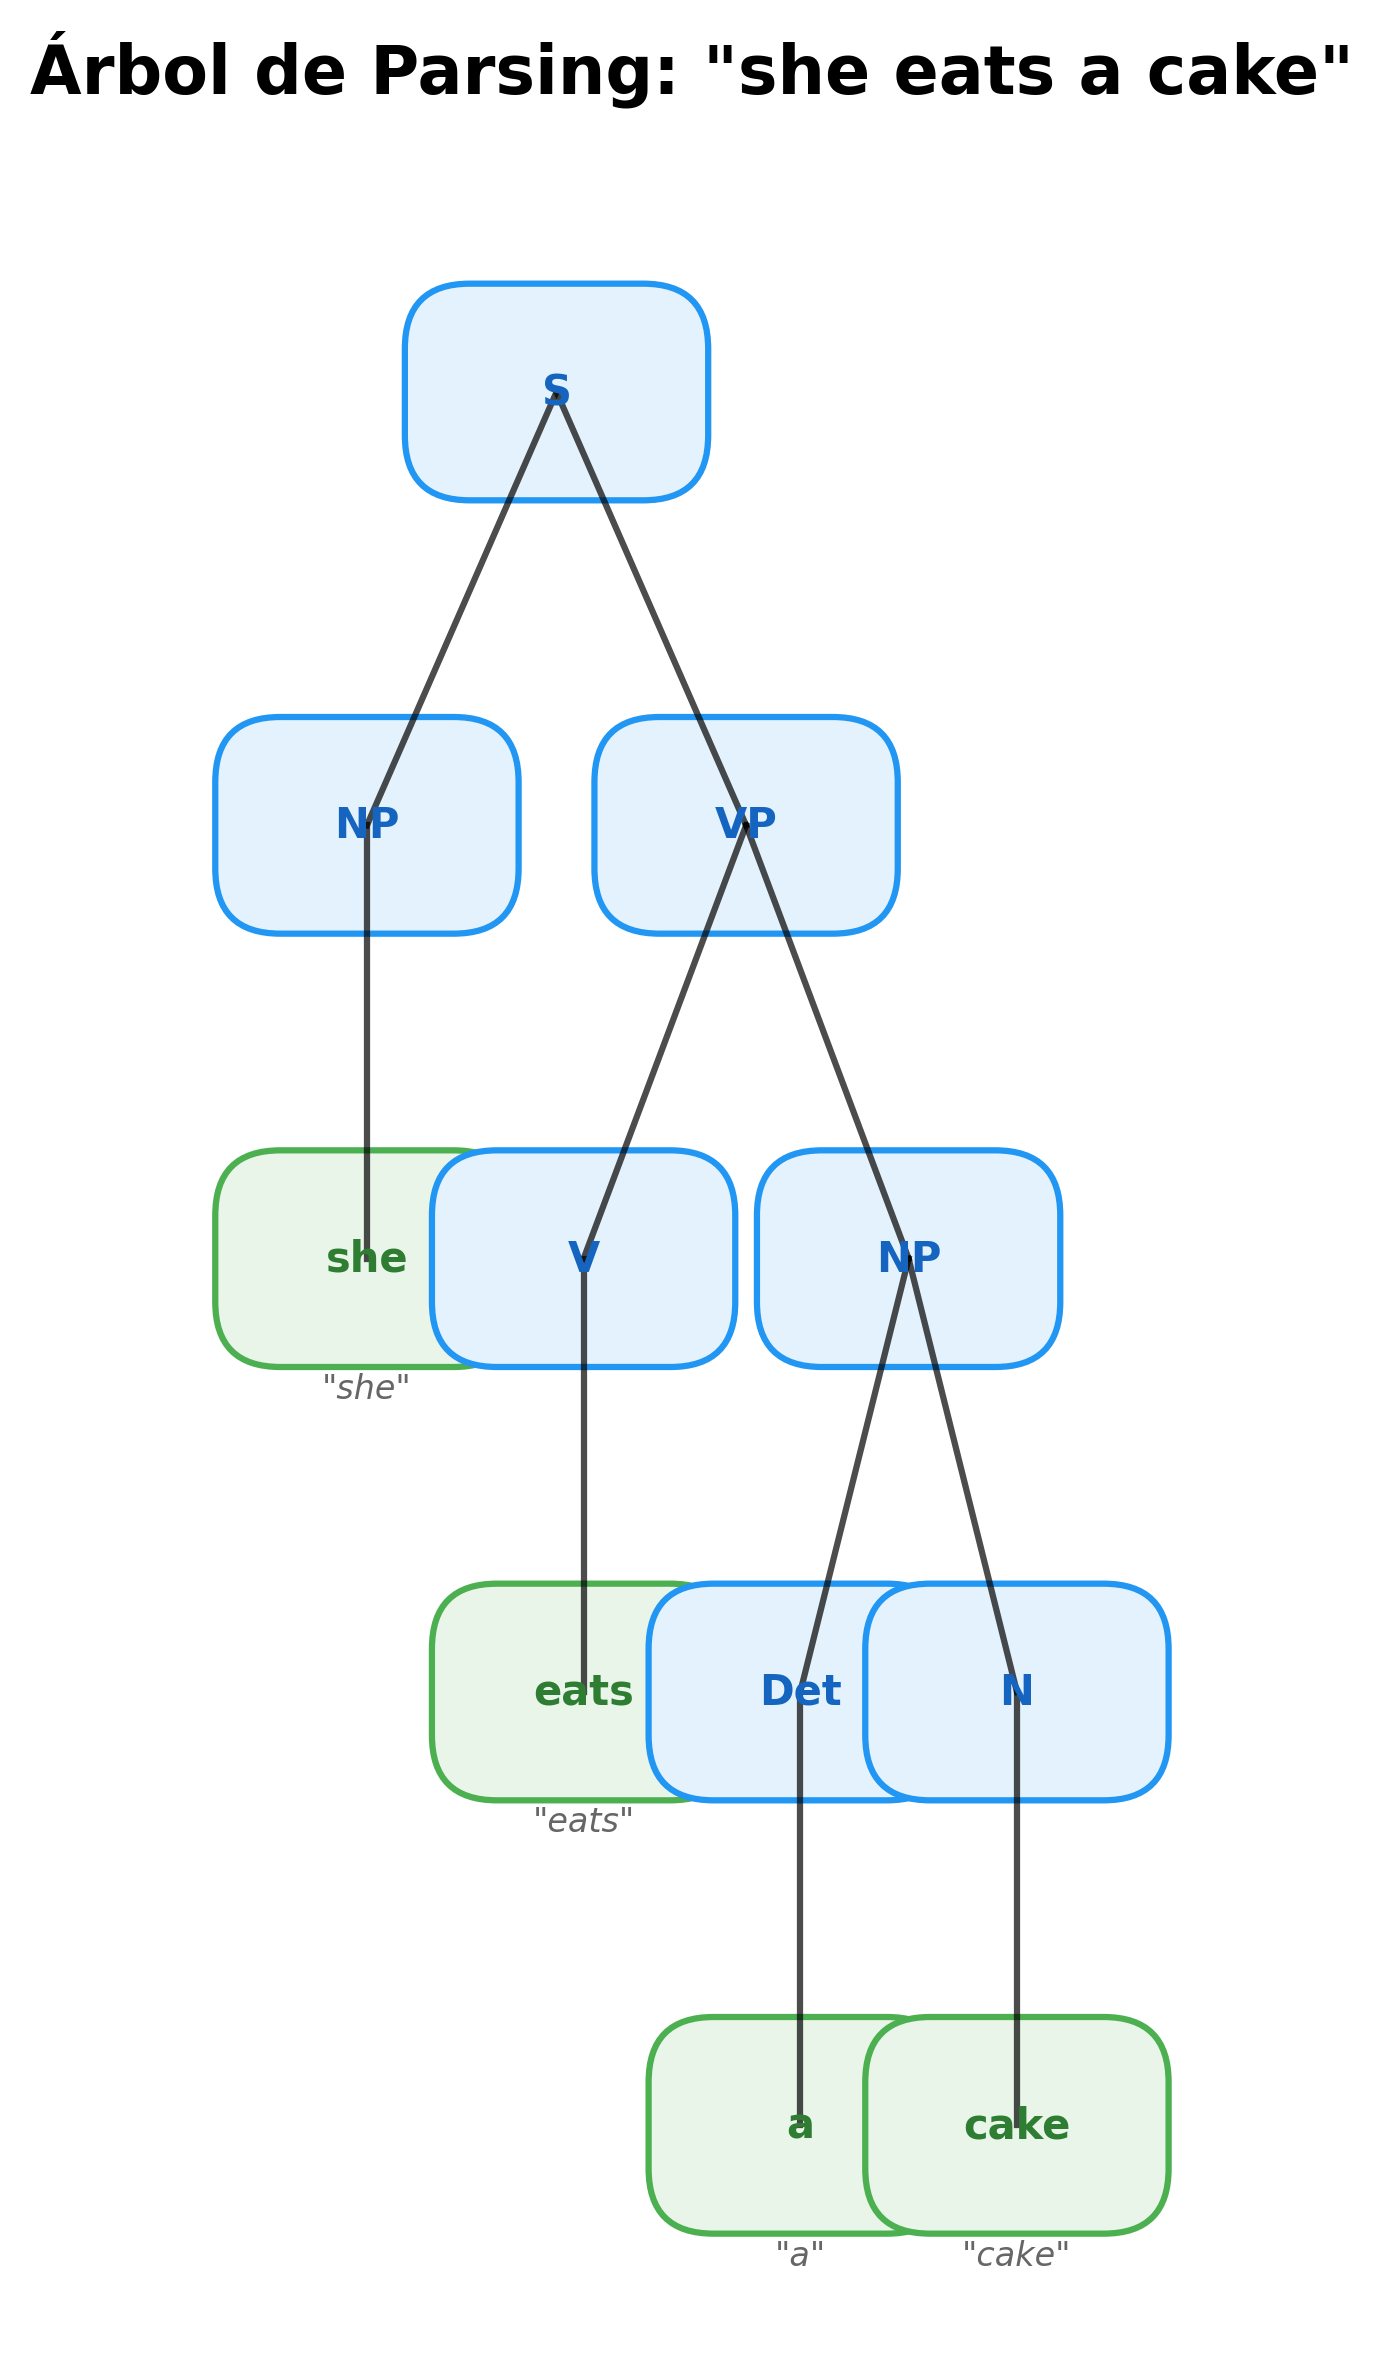 Árbol de Parsing: "she eats a cake"
S
NP VP
she V NP
"she"
eats Det N
"eats"
a cake
"a" "cake"